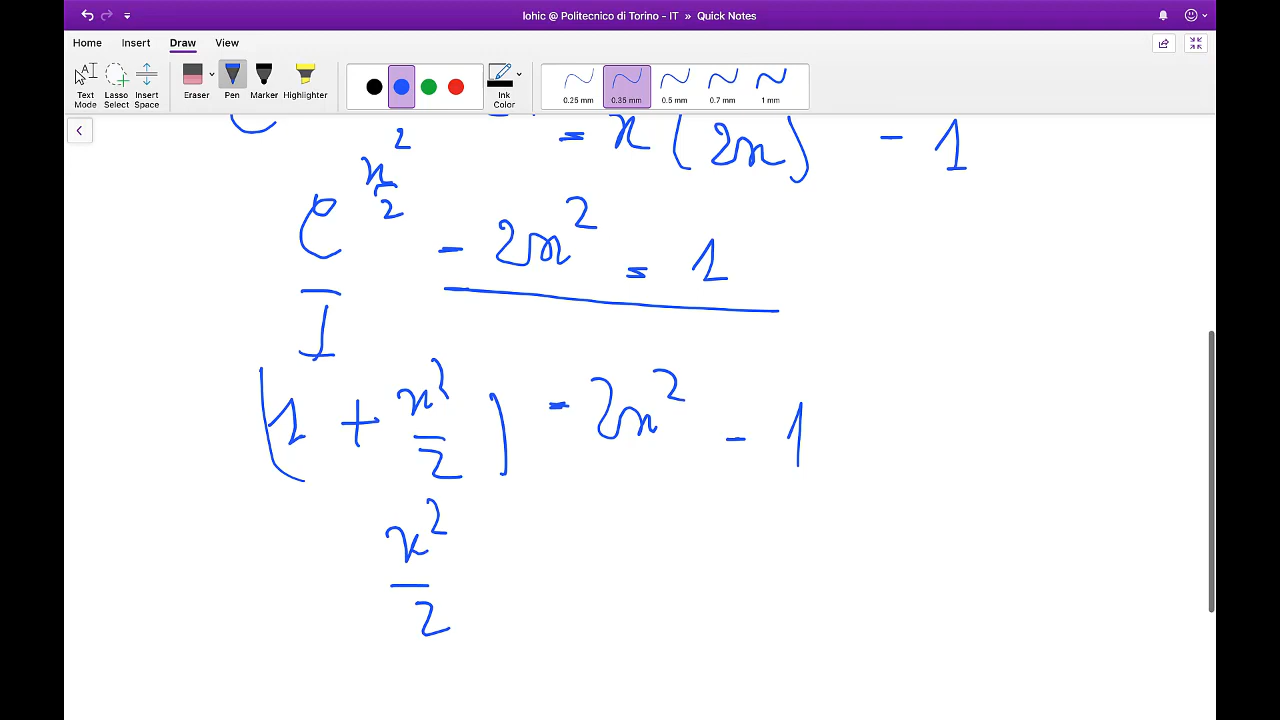 Iohic @ Politecnico di Torino - IT » Quick Notes
Home Insert Draw View
Text Mode Lasso Select Insert Space Eraser Pen Marker Highlighter Ink Color 0.25 mm 0.35 mm 0.5 mm 0.7 mm 1 mm
= x (2x) - 1
e^(x²/2) - 2x² = 1
I
(1 + x²/2) - 2x² - 1
x²/2